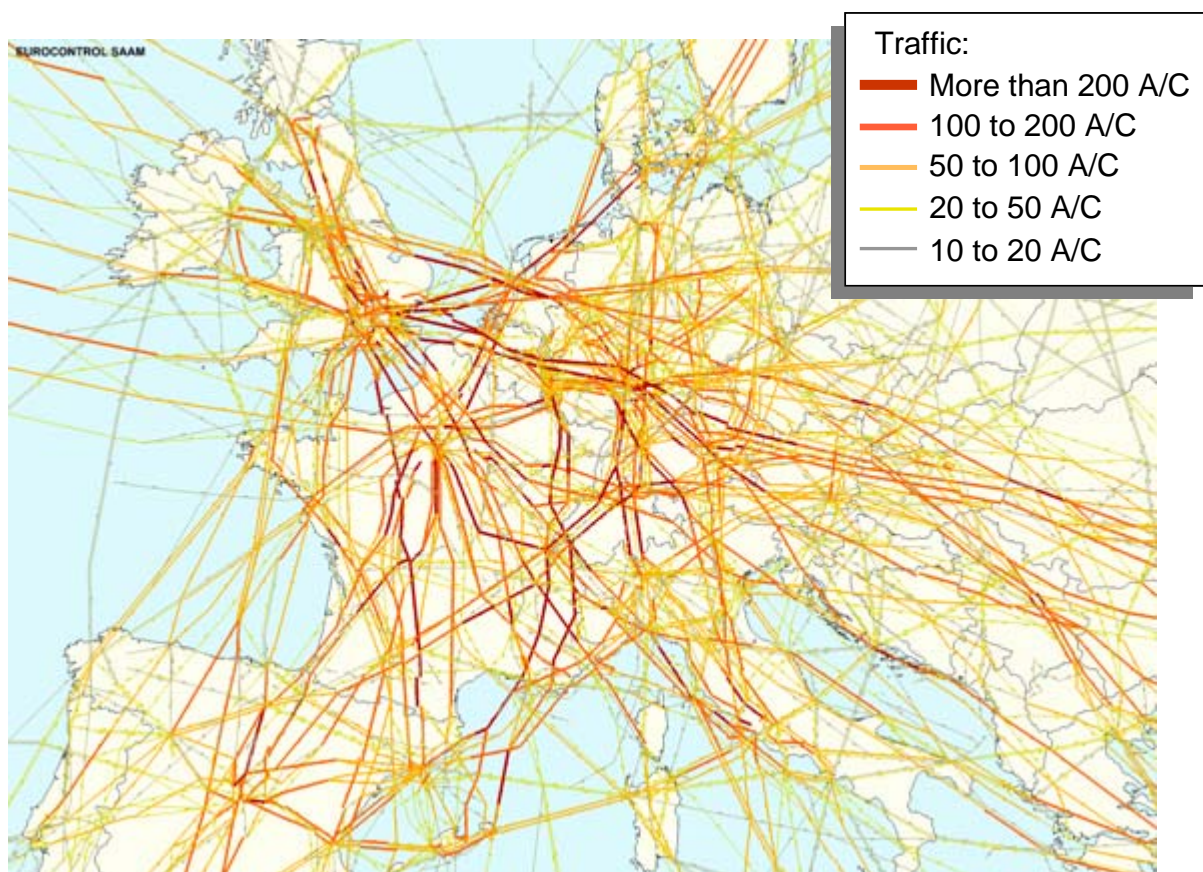 EUROCONTROL SAAM
Traffic:
More than 200 A/C
100 to 200 A/C
50 to 100 A/C
20 to 50 A/C
10 to 20 A/C